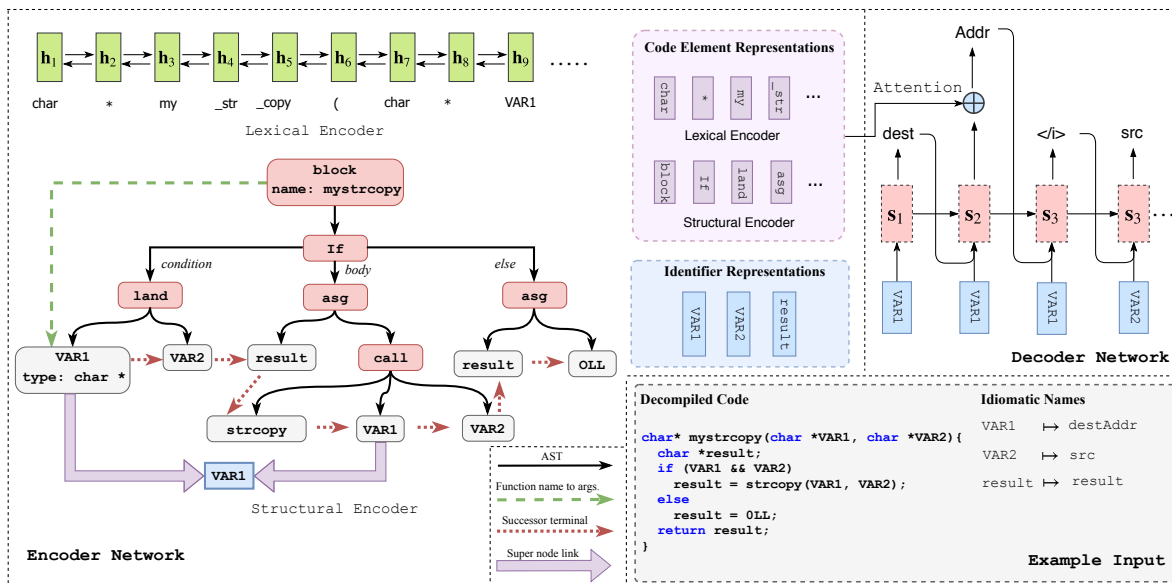 h1 h2 h3 h4 h5 h6 h7 h8 h9 .....
char * my _str _copy ( char * VAR1
Lexical Encoder
block
name: mystrcopy
If
condition body else
land asg asg
VAR1
type: char *
VAR2 result call result OLL
strcopy VAR1 VAR2
VAR1
Structural Encoder
Encoder Network
AST
Function name to args.
Successor terminal
Super node link
Code Element Representations
char * my _str ...
Lexical Encoder
block If land asg ...
Structural Encoder
Identifier Representations
VAR1 VAR2 result
Addr
Attention
dest </i> src
s1 s2 s3 s3 ...
VAR1 VAR1 VAR1 VAR2
Decoder Network
Decompiled Code
char* mystrcopy(char *VAR1, char *VAR2){
char *result;
if (VAR1 && VAR2)
result = strcopy(VAR1, VAR2);
else
result = 0LL;
return result;
}
Idiomatic Names
VAR1 ↦ destAddr
VAR2 ↦ src
result ↦ result
Example Input